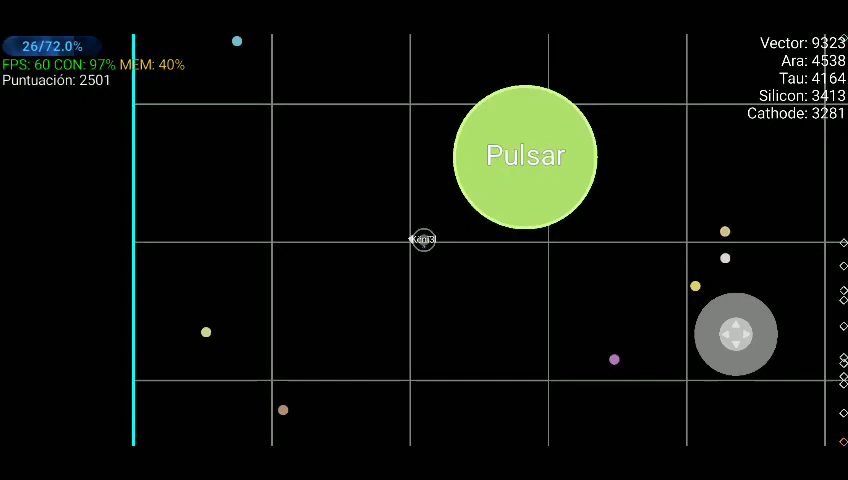 26/72.0%
FPS: 60 CON: 97% MEM: 40%
Puntuación: 2501
Vector: 9323
Ara: 4538
Tau: 4164
Silicon: 3413
Cathode: 3281
Pulsar